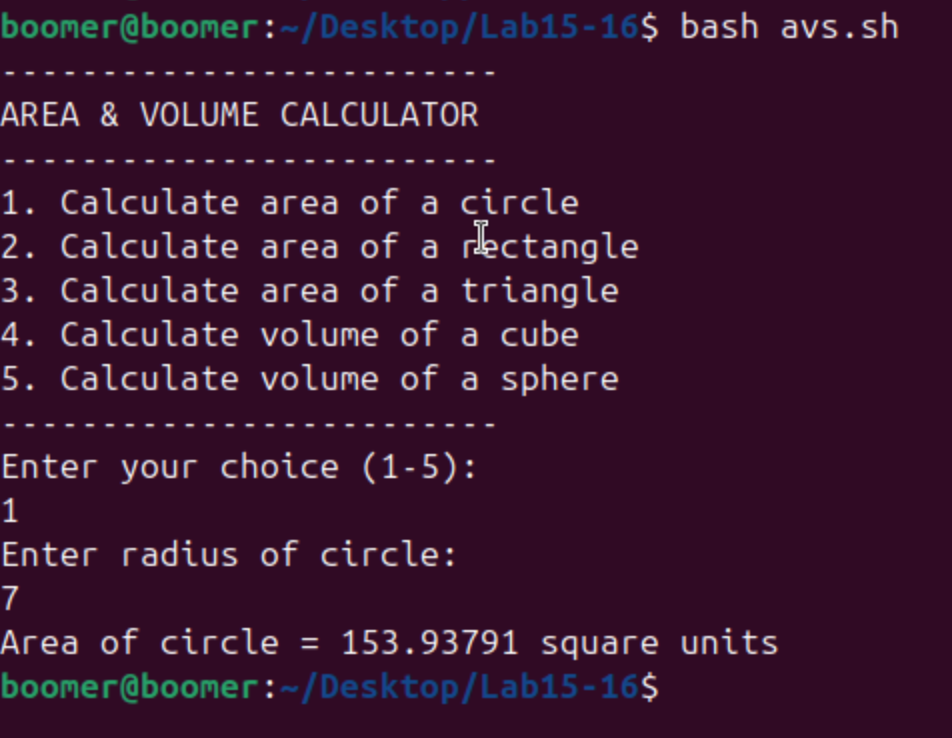 boomer@boomer:~/Desktop/Lab15-16$ bash avs.sh
-------------------------
AREA & VOLUME CALCULATOR
-------------------------
1. Calculate area of a circle
2. Calculate area of a rectangle
3. Calculate area of a triangle
4. Calculate volume of a cube
5. Calculate volume of a sphere
-------------------------
Enter your choice (1-5):
1
Enter radius of circle:
7
Area of circle = 153.93791 square units
boomer@boomer:~/Desktop/Lab15-16$